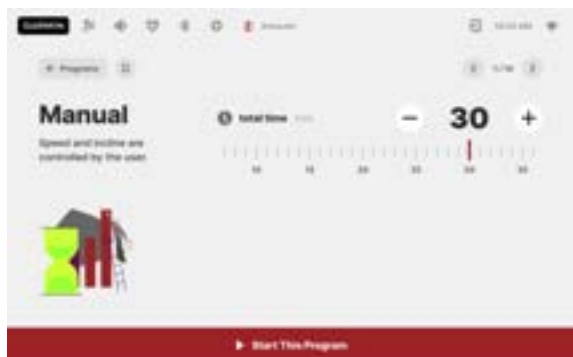 Programs
Manual
Speed and incline are
controlled by the user.
total time
30
10 15 20 25 30 35
Start This Program